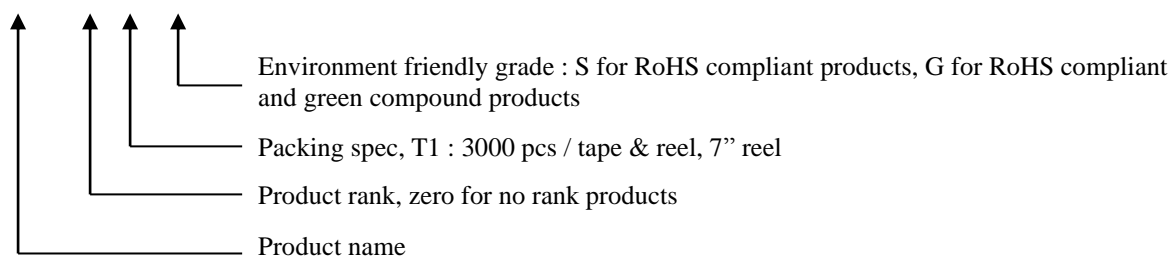 Environment friendly grade : S for RoHS compliant products, G for RoHS compliant
and green compound products
Packing spec, T1 : 3000 pcs / tape & reel, 7” reel
Product rank, zero for no rank products
Product name